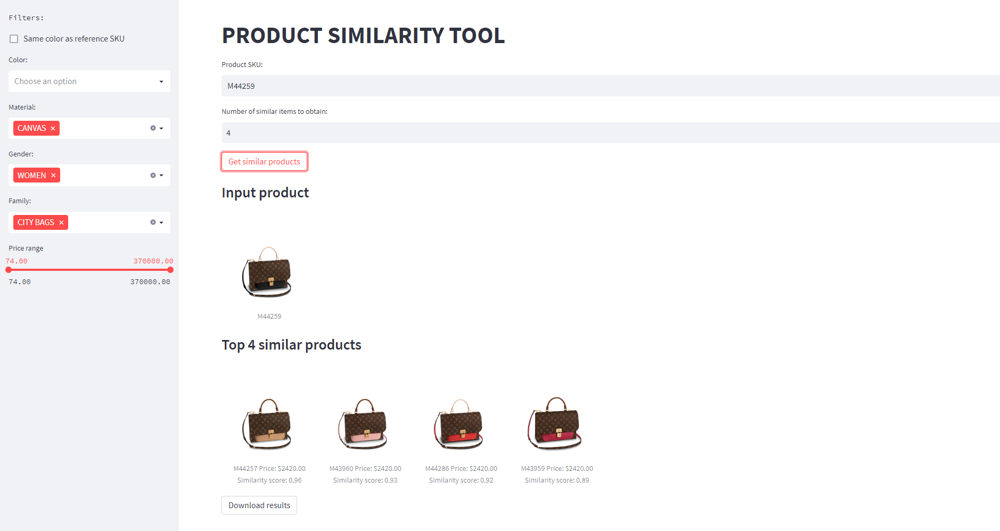 Filters:
Same color as reference SKU
Color:
Choose an option
Material:
CANVAS ×
Gender:
WOMEN ×
Family:
CITY BAGS ×
Price range
74.00 370000.00
74.00 370000.00
PRODUCT SIMILARITY TOOL
Product SKU:
M44259
Number of similar items to obtain:
4
Get similar products
Input product
M44259
Top 4 similar products
M44257 Price: $2420.00
Similarity score: 0.96
M43960 Price: $2420.00
Similarity score: 0.93
M44286 Price: $2420.00
Similarity score: 0.92
M43959 Price: $2420.00
Similarity score: 0.89
Download results